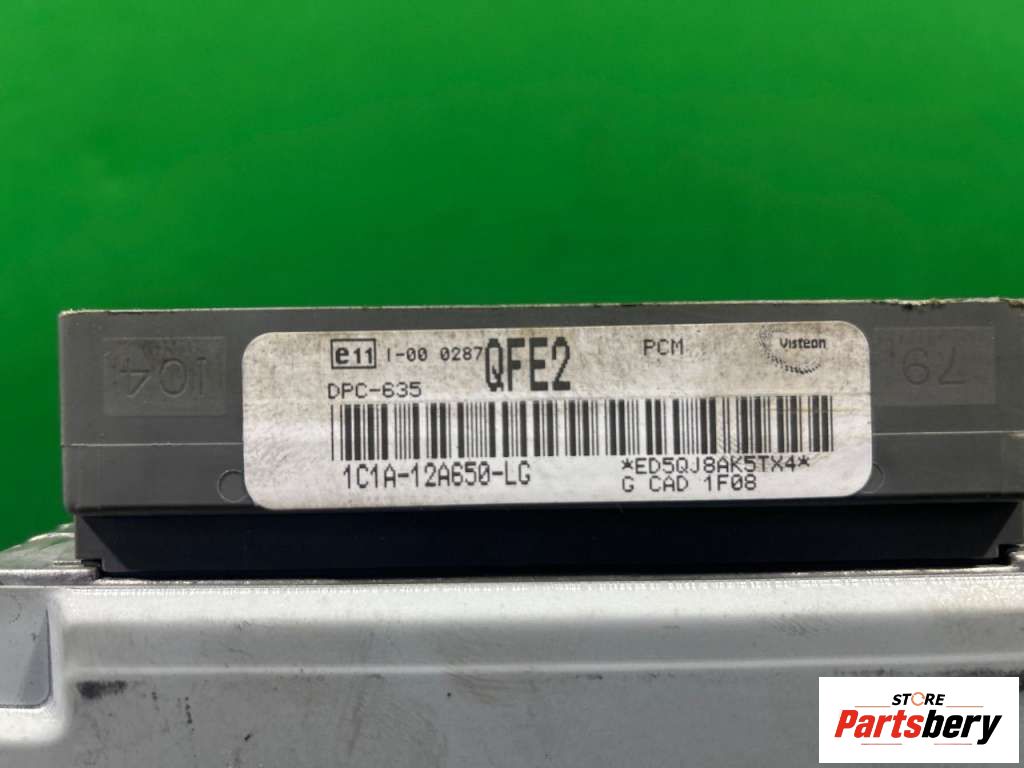 e11 I-00 0287 QFE2 PCM Visteon
DPC-635
1C1A-12A650-LG *ED5QJ8AK5TX4*
G CAD 1F08
104
79
STORE
Partsbery